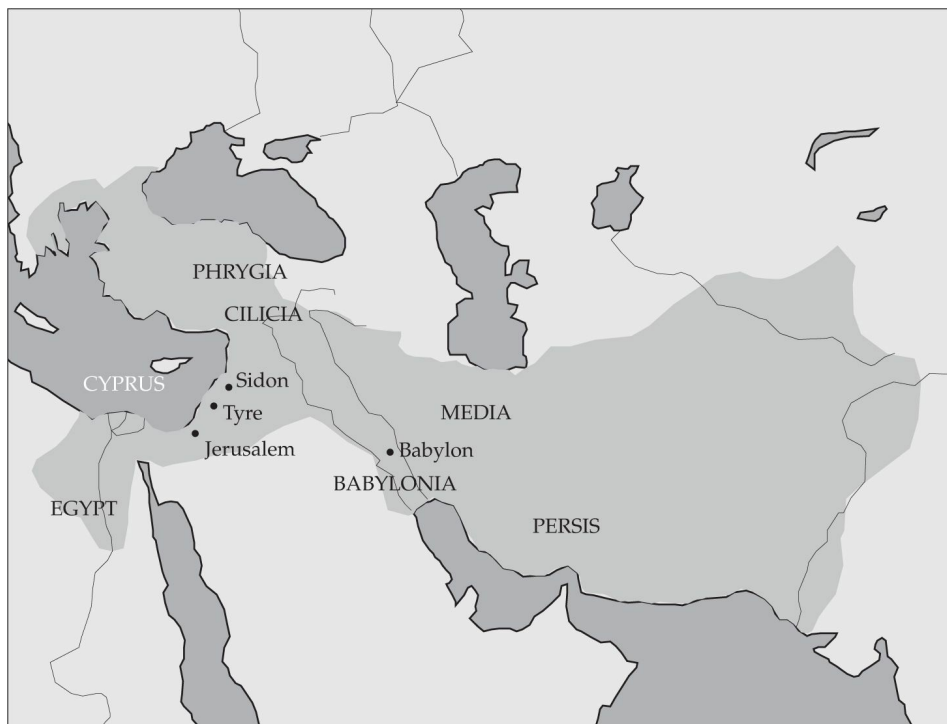 PHRYGIA
CILICIA
CYPRUS
Sidon
Tyre
MEDIA
Jerusalem
Babylon
BABYLONIA
EGYPT
PERSIS